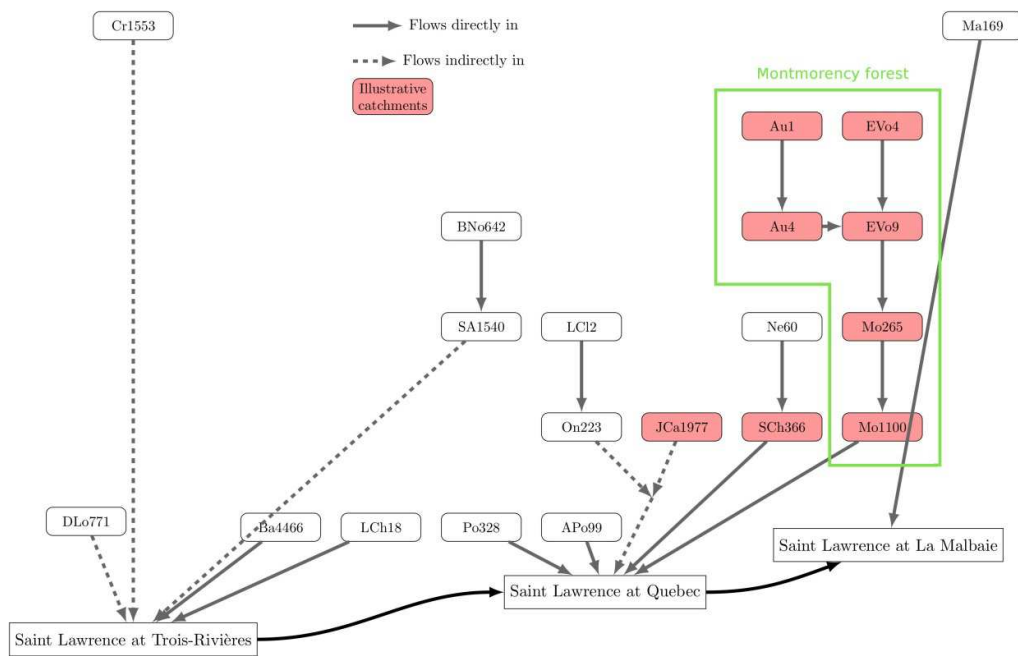 Cr1553
Flows directly in
Ma169
Flows indirectly in
Montmorency forest
Illustrative
catchments
Au1
EVo4
BNo642
Au4
EVo9
SA1540
LCl2
Ne60
Mo265
On223
JCa1977
SCh366
Mo1100
DLo771
Ba4466
LCh18
Po328
APo99
Saint Lawrence at La Malbaie
Saint Lawrence at Quebec
Saint Lawrence at Trois-Rivières